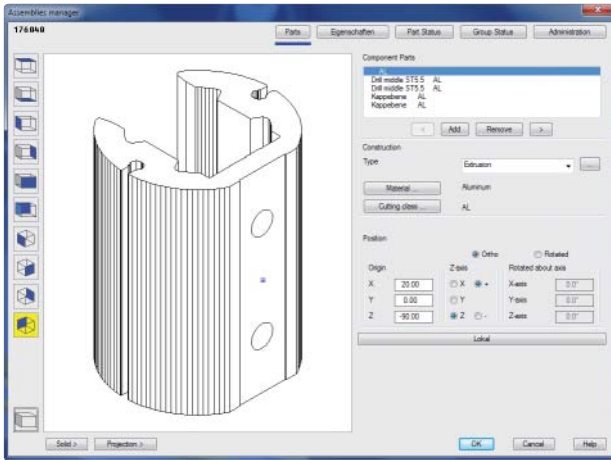 Assemblies manager
176040
Parts Eigenschaften Part Status Group Status Administration
Component Parts
AL
Drill middle ST5.5 AL
Drill middle ST5.5 AL
Kappebene AL
Kappebene AL
< Add Remove >
Construction
Type Extrusion ...
Material ... Aluminum
Cutting clase ... AL
Position
Ortho Rotated
Origin Z-axis Rotated about axis
X 20.00 X + X-axis 0.0°
Y 0.00 Y Y-axis 0.0°
Z -90.00 Z - Z-axis 0.0°
Lokal
Solid > Projection > OK Cancel Help